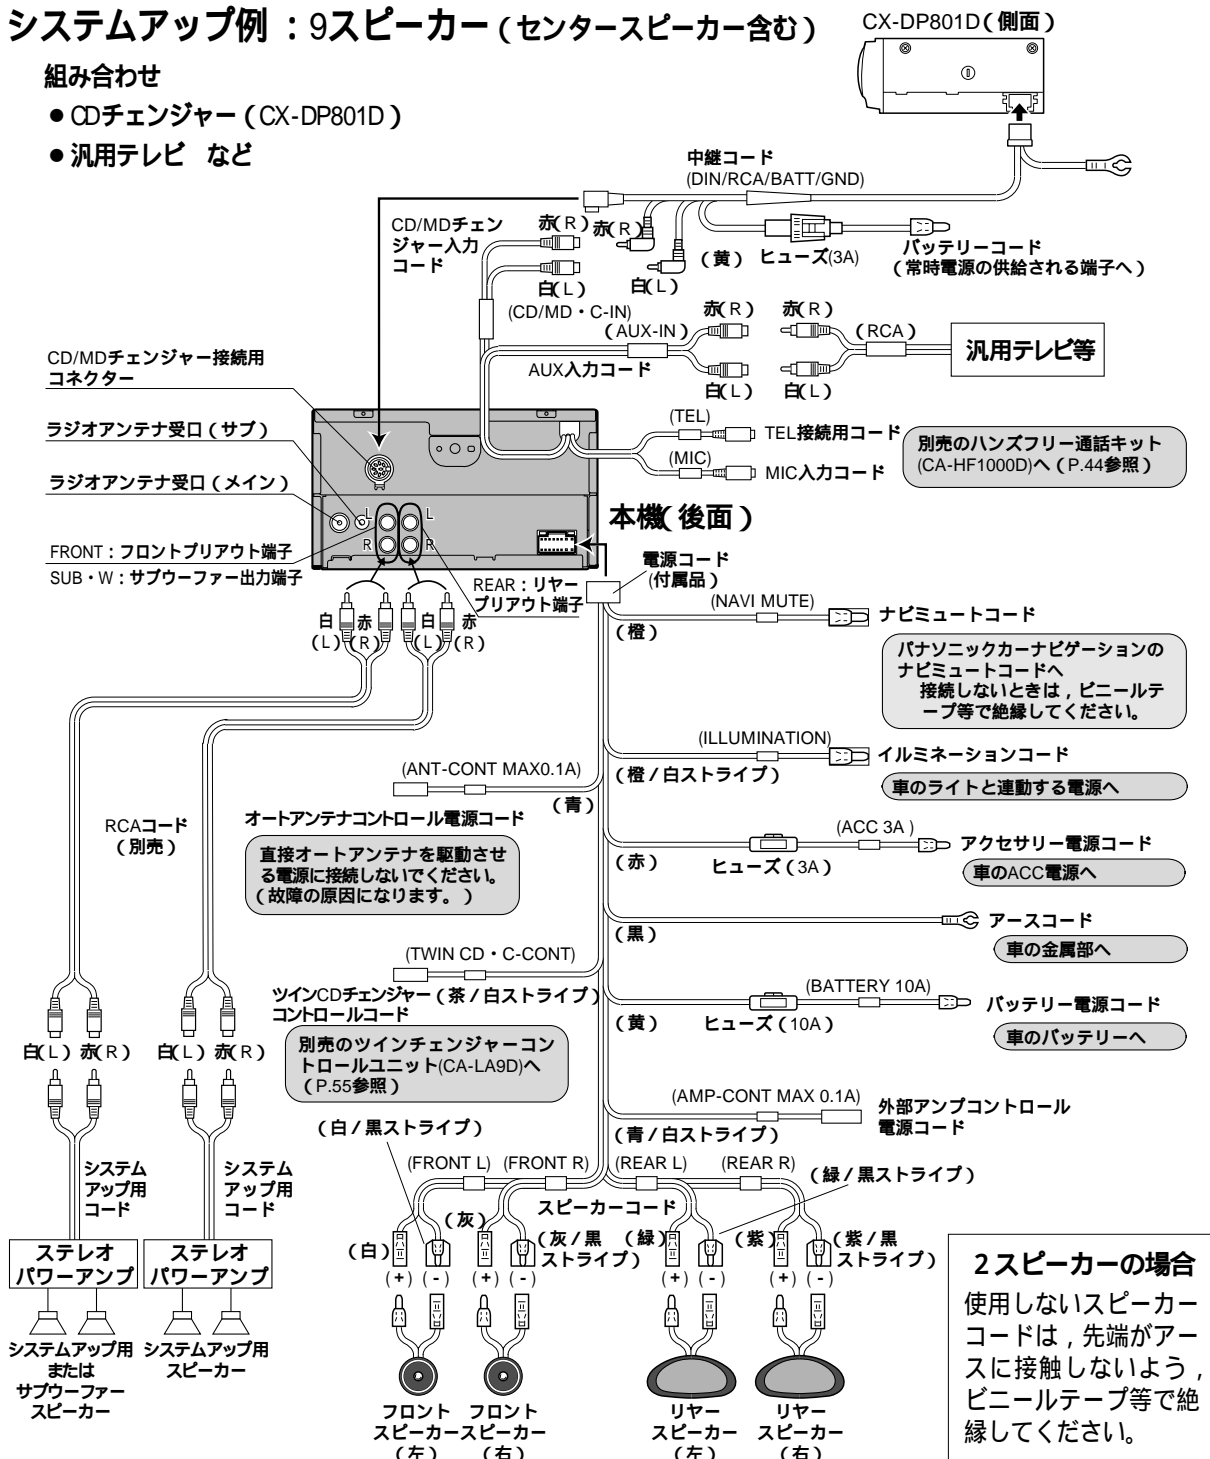 システムアップ例 : 9スピーカー（センタースピーカー含む）
CX-DP801D（側面）
組み合わせ
● CDチェンジャー（CX-DP801D）
● 汎用テレビ　など
中継コード
(DIN/RCA/BATT/GND)
CD/MDチェン
ジャー入力
コード
赤(R)
赤(R)
（黄）
ヒューズ(3A)
バッテリーコード
（常時電源の供給される端子へ）
白(L)
白(L)
(CD/MD・C-IN)
赤(R)
赤(R)
（AUX-IN）
（RCA）
汎用テレビ等
AUX入力コード
白(L)
白(L)
CD/MDチェンジャー接続用
コネクター
(TEL)
TEL接続用コード
(MIC)
MIC入力コード
別売のハンズフリー通話キット
(CA-HF1000D)へ（P.44参照）
ラジオアンテナ受口（サブ）
ラジオアンテナ受口（メイン）
L
L
R
R
本機（後面）
FRONT：フロントプリアウト端子
SUB・W：サブウーファー出力端子
REAR：リヤー
プリアウト端子
電源コード
(付属品）
白
(L)
赤
(R)
白
(L)
赤
(R)
(NAVI MUTE)
（橙）
ナビミュートコード
パナソニックカーナビゲーションの
ナビミュートコードへ
接続しないときは，ビニールテ
ープ等で絶縁してください。
(ILLUMINATION)
（橙/白ストライプ）
イルミネーションコード
車のライトと連動する電源へ
(ANT-CONT MAX0.1A)
（青）
オートアンテナコントロール電源コード
直接オートアンテナを駆動させ
る電源に接続しないでください。
（故障の原因になります。）
RCAコード
（別売）
(ACC 3A )
（赤）
ヒューズ（3A）
アクセサリー電源コード
車のACC電源へ
（黒）
アースコード
車の金属部へ
(TWIN CD・C-CONT)
ツインCDチェンジャー（茶/白ストライプ）
コントロールコード
別売のツインチェンジャーコン
トロールユニット(CA-LA9D)へ
（P.55参照）
(BATTERY 10A)
（黄）
ヒューズ（10A）
バッテリー電源コード
車のバッテリーへ
白(L)
赤(R)
白(L)
赤(R)
(AMP-CONT MAX 0.1A)
（青/白ストライプ）
外部アンプコントロール
電源コード
（白/黒ストライプ）
(FRONT L)
(FRONT R)
(REAR L)
(REAR R)
（緑/黒ストライプ）
スピーカーコード
システム
アップ用
コード
システム
アップ用
コード
（白）
（灰）
（灰/黒
ストライプ）
（緑）
（紫）
（紫/黒
ストライプ）
(+)
(-)
(+)
(-)
(+)
(-)
(+)
(-)
ステレオ
パワーアンプ
ステレオ
パワーアンプ
システムアップ用
または
サブウーファー
スピーカー
システムアップ用
スピーカー
フロント
スピーカー
（左）
フロント
スピーカー
（右）
リヤー
スピーカー
（左）
リヤー
スピーカー
（右）
2スピーカーの場合
使用しないスピーカー
コードは，先端がアー
スに接触しないよう，
ビニールテープ等で絶
縁してください。